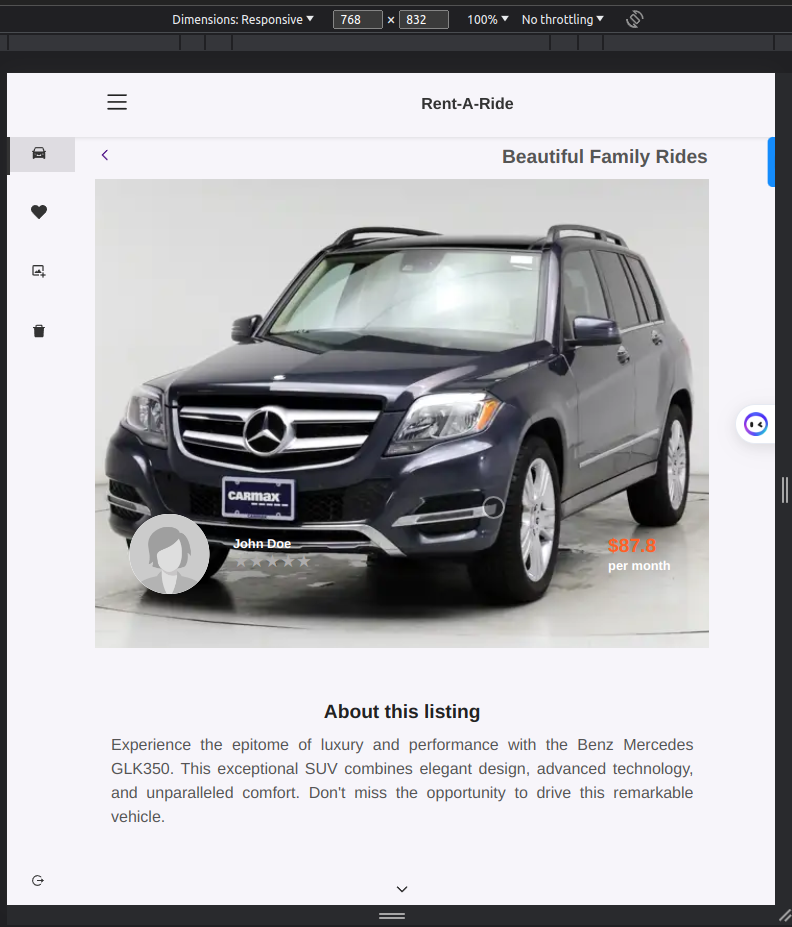 Dimensions: Responsive 768 x 832 100% No throttling
Rent-A-Ride
Beautiful Family Rides
CARMAX
John Doe
$87.8
per month
About this listing
Experience the epitome of luxury and performance with the Benz Mercedes
GLK350. This exceptional SUV combines elegant design, advanced technology,
and unparalleled comfort. Don't miss the opportunity to drive this remarkable
vehicle.